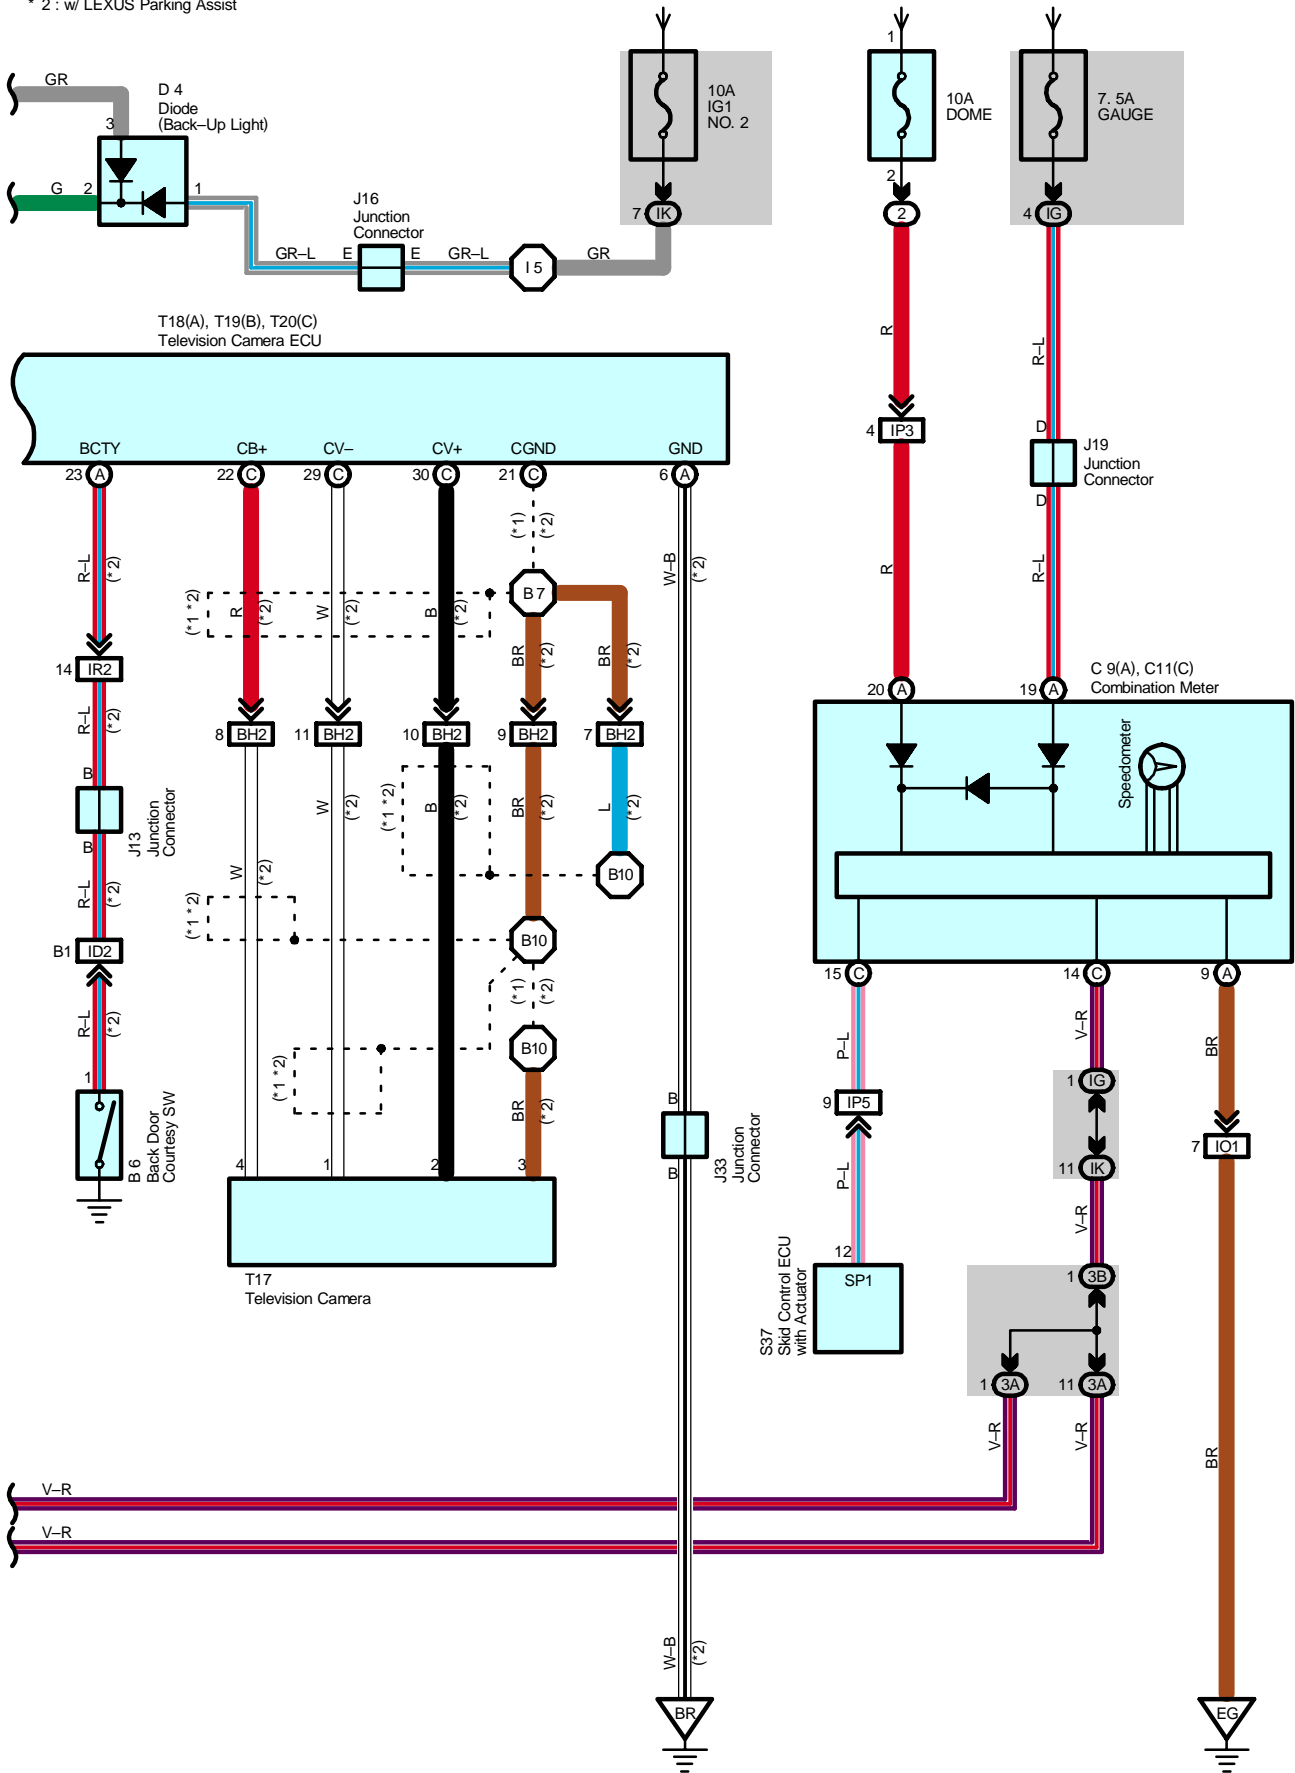 * 2 : w/ LEXUS Parking Assist
GR
D 4
Diode
(Back–Up Light)
3
G
2
1
J16
Junction
Connector
GR–L
E
E
GR–L
I 5
GR
10A
IG1
NO. 2
7
IK
1
10A
DOME
2
2
7. 5A
GAUGE
4
IG
R
R–L
4
IP3
D
J19
Junction
Connector
D
R
R–L
T18(A), T19(B), T20(C)
Television Camera ECU
BCTY
CB+
CV–
CV+
CGND
GND
23
A
22
C
29
C
30
C
21
C
6
A
R–L
(* 2)
(* 1)
(* 2)
W–B
(* 2)
(* 1 * 2)
R
(* 2)
W
(* 2)
B
(* 2)
B 7
BR
(* 2)
BR
(* 2)
14
IR2
R–L
(* 2)
8
BH2
11
BH2
10
BH2
9
BH2
7
BH2
B
J13
Junction
Connector
B
W
(* 2)
(* 1 * 2)
B
(* 2)
BR
(* 2)
L
(* 2)
R–L
(* 2)
W
(* 2)
B10
(* 1 * 2)
B10
B1
ID2
(* 1)
(* 2)
R–L
(* 2)
B10
(* 1 * 2)
BR
(* 2)
1
B 6
Back Door
Courtesy SW
4
1
2
3
T17
Television Camera
B
J33
Junction
Connector
B
C 9(A), C11(C)
Combination Meter
20
A
19
A
Speedometer
15
C
14
C
9
A
P–L
V–R
BR
9
IP5
1
IG
11
IK
7
IO1
P–L
V–R
12
SP1
S37
Skid Control ECU
with Actuator
1
3B
1
3A
11
3A
V–R
V–R
BR
V–R
V–R
W–B
(* 2)
BR
EG